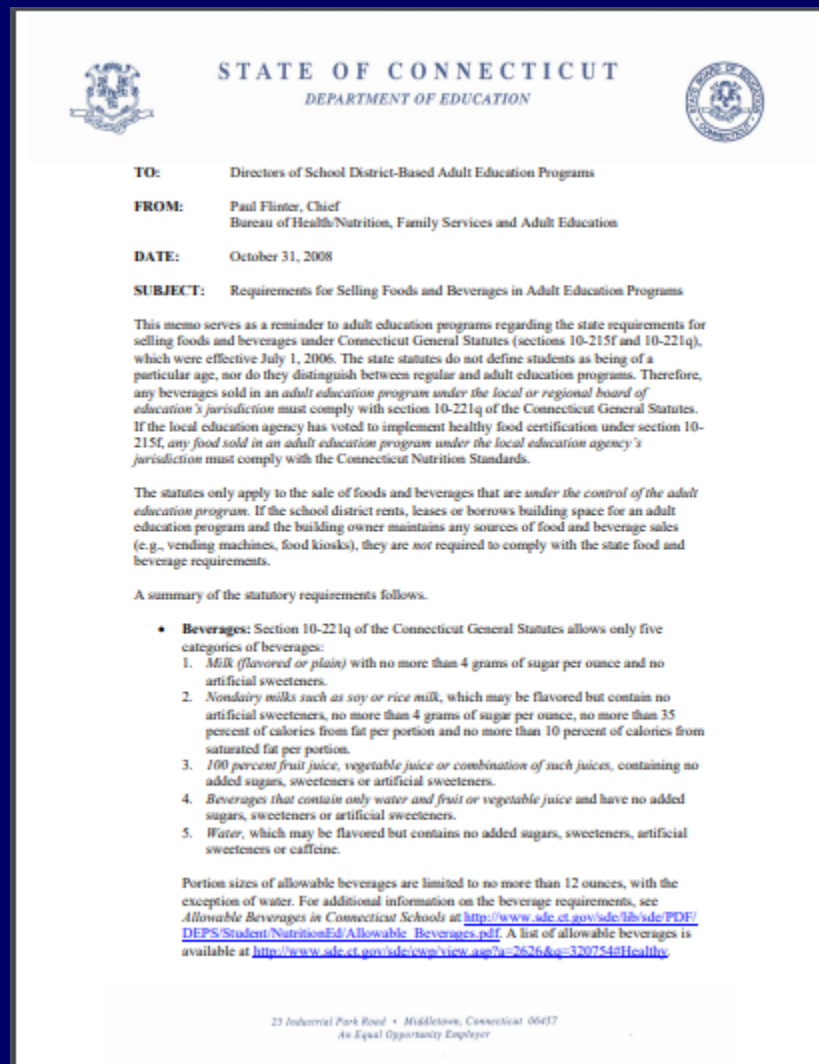 STATE OF CONNECTICUT
DEPARTMENT OF EDUCATION
TO: Directors of School District-Based Adult Education Programs
FROM: Paul Flinter, Chief
Bureau of Health/Nutrition, Family Services and Adult Education
DATE: October 31, 2008
SUBJECT: Requirements for Selling Foods and Beverages in Adult Education Programs
This memo serves as a reminder to adult education programs regarding the state requirements for
selling foods and beverages under Connecticut General Statutes (sections 10-215f and 10-221q),
which were effective July 1, 2006. The state statutes do not define students as being of a
particular age, nor do they distinguish between regular and adult education programs. Therefore,
any beverages sold in an adult education program under the local or regional board of
education's jurisdiction must comply with section 10-221q of the Connecticut General Statutes.
If the local education agency has voted to implement healthy food certification under section 10-
215f, any food sold in an adult education program under the local education agency's
jurisdiction must comply with the Connecticut Nutrition Standards.
The statutes only apply to the sale of foods and beverages that are under the control of the adult
education program. If the school district rents, leases or borrows building space for an adult
education program and the building owner maintains any sources of food and beverage sales
(e.g., vending machines, food kiosks), they are not required to comply with the state food and
beverage requirements.
A summary of the statutory requirements follows.
• Beverages: Section 10-221q of the Connecticut General Statutes allows only five
categories of beverages:
1. Milk (flavored or plain) with no more than 4 grams of sugar per ounce and no
artificial sweeteners.
2. Nondairy milks such as soy or rice milk, which may be flavored but contain no
artificial sweeteners, no more than 4 grams of sugar per ounce, no more than 35
percent of calories from fat per portion and no more than 10 percent of calories from
saturated fat per portion.
3. 100 percent fruit juice, vegetable juice or combination of such juices, containing no
added sugars, sweeteners or artificial sweeteners.
4. Beverages that contain only water and fruit or vegetable juice and have no added
sugars, sweeteners or artificial sweeteners.
5. Water, which may be flavored but contains no added sugars, sweeteners, artificial
sweeteners or caffeine.
Portion sizes of allowable beverages are limited to no more than 12 ounces, with the
exception of water. For additional information on the beverage requirements, see
Allowable Beverages in Connecticut Schools at http://www.sde.ct.gov/sde/lib/sde/PDF/
DEPS/Student/NutritionEd/Allowable_Beverages.pdf. A list of allowable beverages is
available at http://www.sde.ct.gov/sde/cwp/view.asp?a=2626&q=320754#Healthy.
25 Industrial Park Road • Middletown, Connecticut 06457
An Equal Opportunity Employer